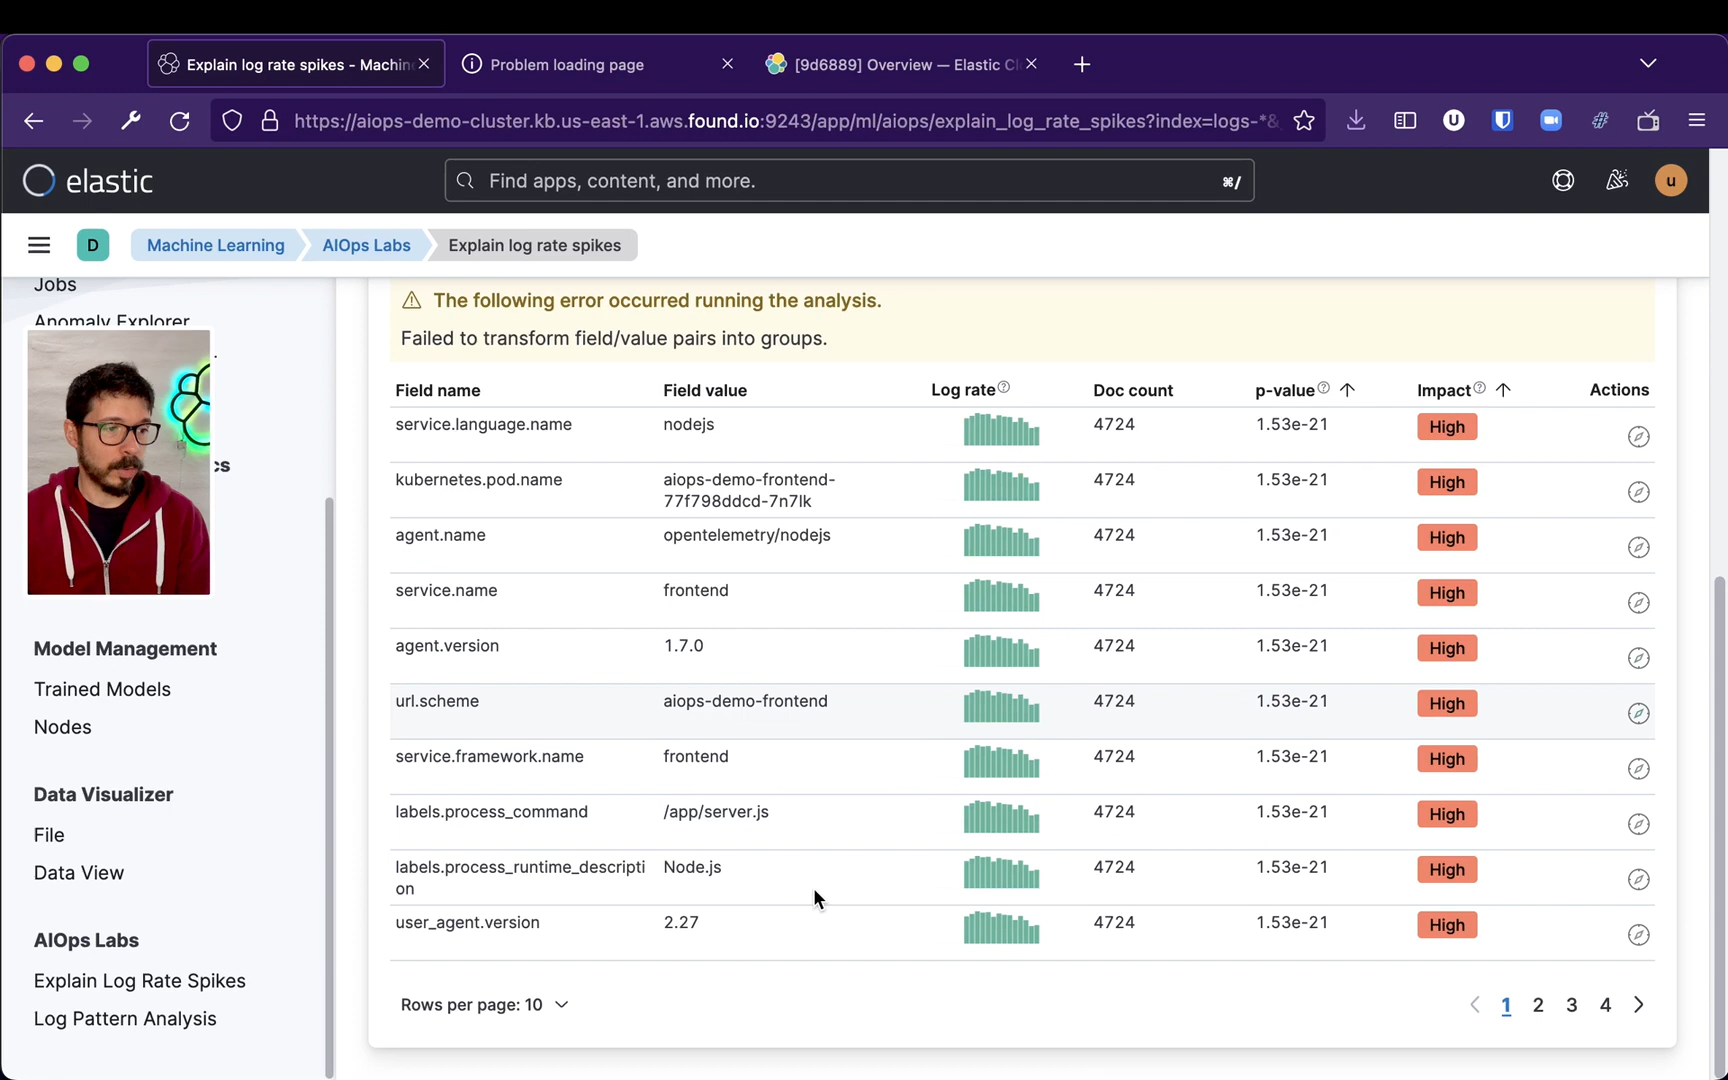 Explain log rate spikes - Machin
Problem loading page
[9d6889] Overview — Elastic Cl
https://aiops-demo-cluster.kb.us-east-1.aws.found.io:9243/app/ml/aiops/explain_log_rate_spikes?index=logs-*&
elastic
Find apps, content, and more.
⌘/
u
D
Machine Learning
AIOps Labs
Explain log rate spikes
Jobs
Anomaly Explorer
cs
Model Management
Trained Models
Nodes
Data Visualizer
File
Data View
AIOps Labs
Explain Log Rate Spikes
Log Pattern Analysis
The following error occurred running the analysis.
Failed to transform field/value pairs into groups.
Field name Field value Log rate Doc count p-value Impact Actions
service.language.name nodejs 4724 1.53e-21 High
kubernetes.pod.name aiops-demo-frontend- 4724 1.53e-21 High
77f798ddcd-7n7lk
agent.name opentelemetry/nodejs 4724 1.53e-21 High
service.name frontend 4724 1.53e-21 High
agent.version 1.7.0 4724 1.53e-21 High
url.scheme aiops-demo-frontend 4724 1.53e-21 High
service.framework.name frontend 4724 1.53e-21 High
labels.process_command /app/server.js 4724 1.53e-21 High
labels.process_runtime_descripti Node.js 4724 1.53e-21 High
on
user_agent.version 2.27 4724 1.53e-21 High
Rows per page: 10
1 2 3 4